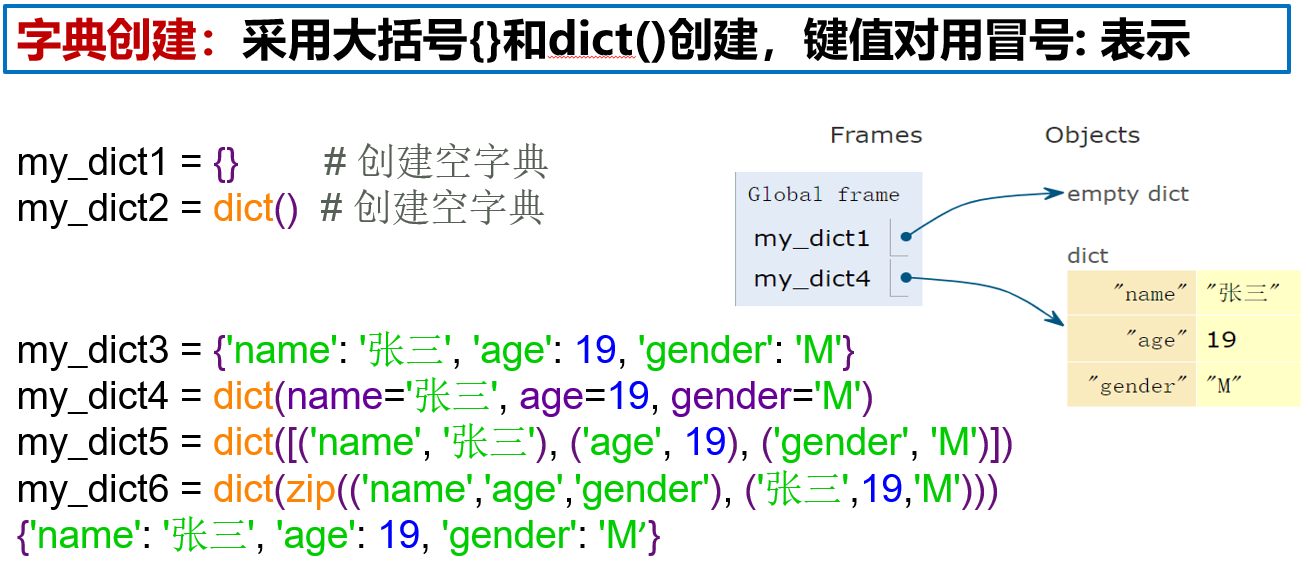 字典创建：采用大括号{}和dict()创建，键值对用冒号: 表示
my_dict1 = {} # 创建空字典
my_dict2 = dict() # 创建空字典
my_dict3 = {'name': '张三', 'age': 19, 'gender': 'M'}
my_dict4 = dict(name='张三', age=19, gender='M')
my_dict5 = dict([('name', '张三'), ('age', 19), ('gender', 'M')])
my_dict6 = dict(zip(('name','age','gender'), ('张三',19,'M')))
{'name': '张三', 'age': 19, 'gender': 'M’}
Frames Objects
Global frame
my_dict1
my_dict4
empty dict
dict
"name" "张三"
"age" 19
"gender" "M"